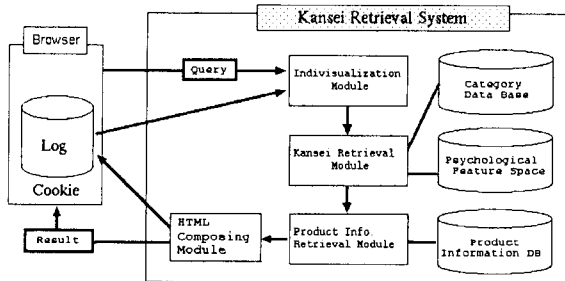 Kansei Retrieval System
Browser
Query
Indivisualization
Module
Category
Data Base
Log
Cookie
Kansei Retrieval
Module
Psychological
Feature Space
Result
HTML
Composing
Module
Product Info.
Retrieval Module
Product
Information DB